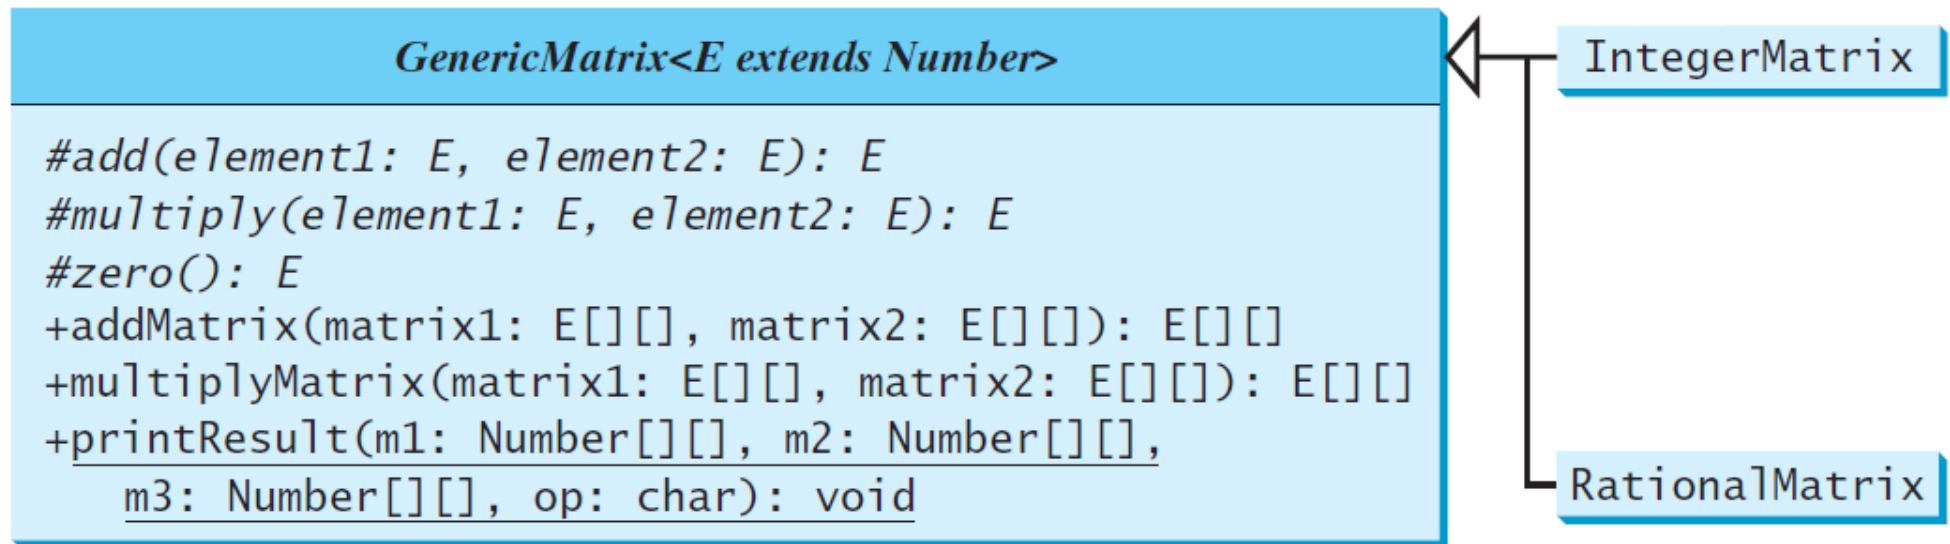 GenericMatrix<E extends Number>
#add(element1: E, element2: E): E
#multiply(element1: E, element2: E): E
#zero(): E
+addMatrix(matrix1: E[][], matrix2: E[][]): E[][]
+multiplyMatrix(matrix1: E[][], matrix2: E[][]): E[][]
+printResult(m1: Number[][], m2: Number[][],
m3: Number[][], op: char): void
IntegerMatrix
RationalMatrix